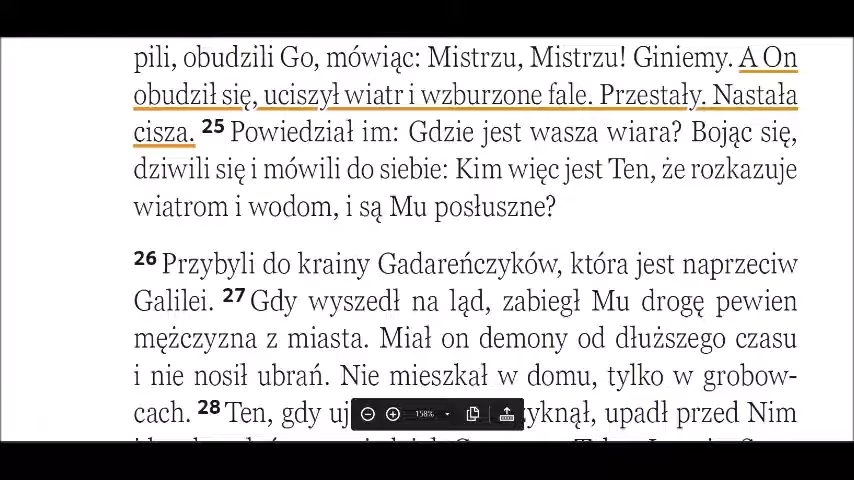 pili, obudzili Go, mówiąc: Mistrzu, Mistrzu! Giniemy. A On
obudził się, uciszył wiatr i wzburzone fale. Przestały. Nastała
cisza. 25 Powiedział im: Gdzie jest wasza wiara? Bojąc się,
dziwili się i mówili do siebie: Kim więc jest Ten, że rozkazuje
wiatrom i wodom, i są Mu posłuszne?
26 Przybyli do krainy Gadareńczyków, która jest naprzeciw
Galilei. 27 Gdy wyszedł na ląd, zabiegł Mu drogę pewien
mężczyzna z miasta. Miał on demony od dłuższego czasu
i nie nosił ubrań. Nie mieszkał w domu, tylko w grobow-
cach. 28 Ten, gdy upadł przed Nim
158%